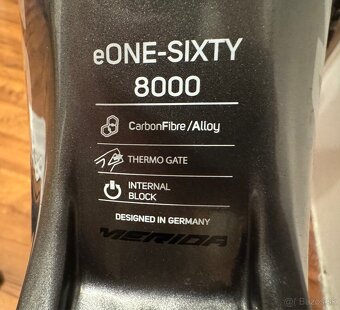 eONE-SIXTY
8000
CarbonFibre/Alloy
THERMO GATE
INTERNAL
BLOCK
DESIGNED IN GERMANY
MERIDA